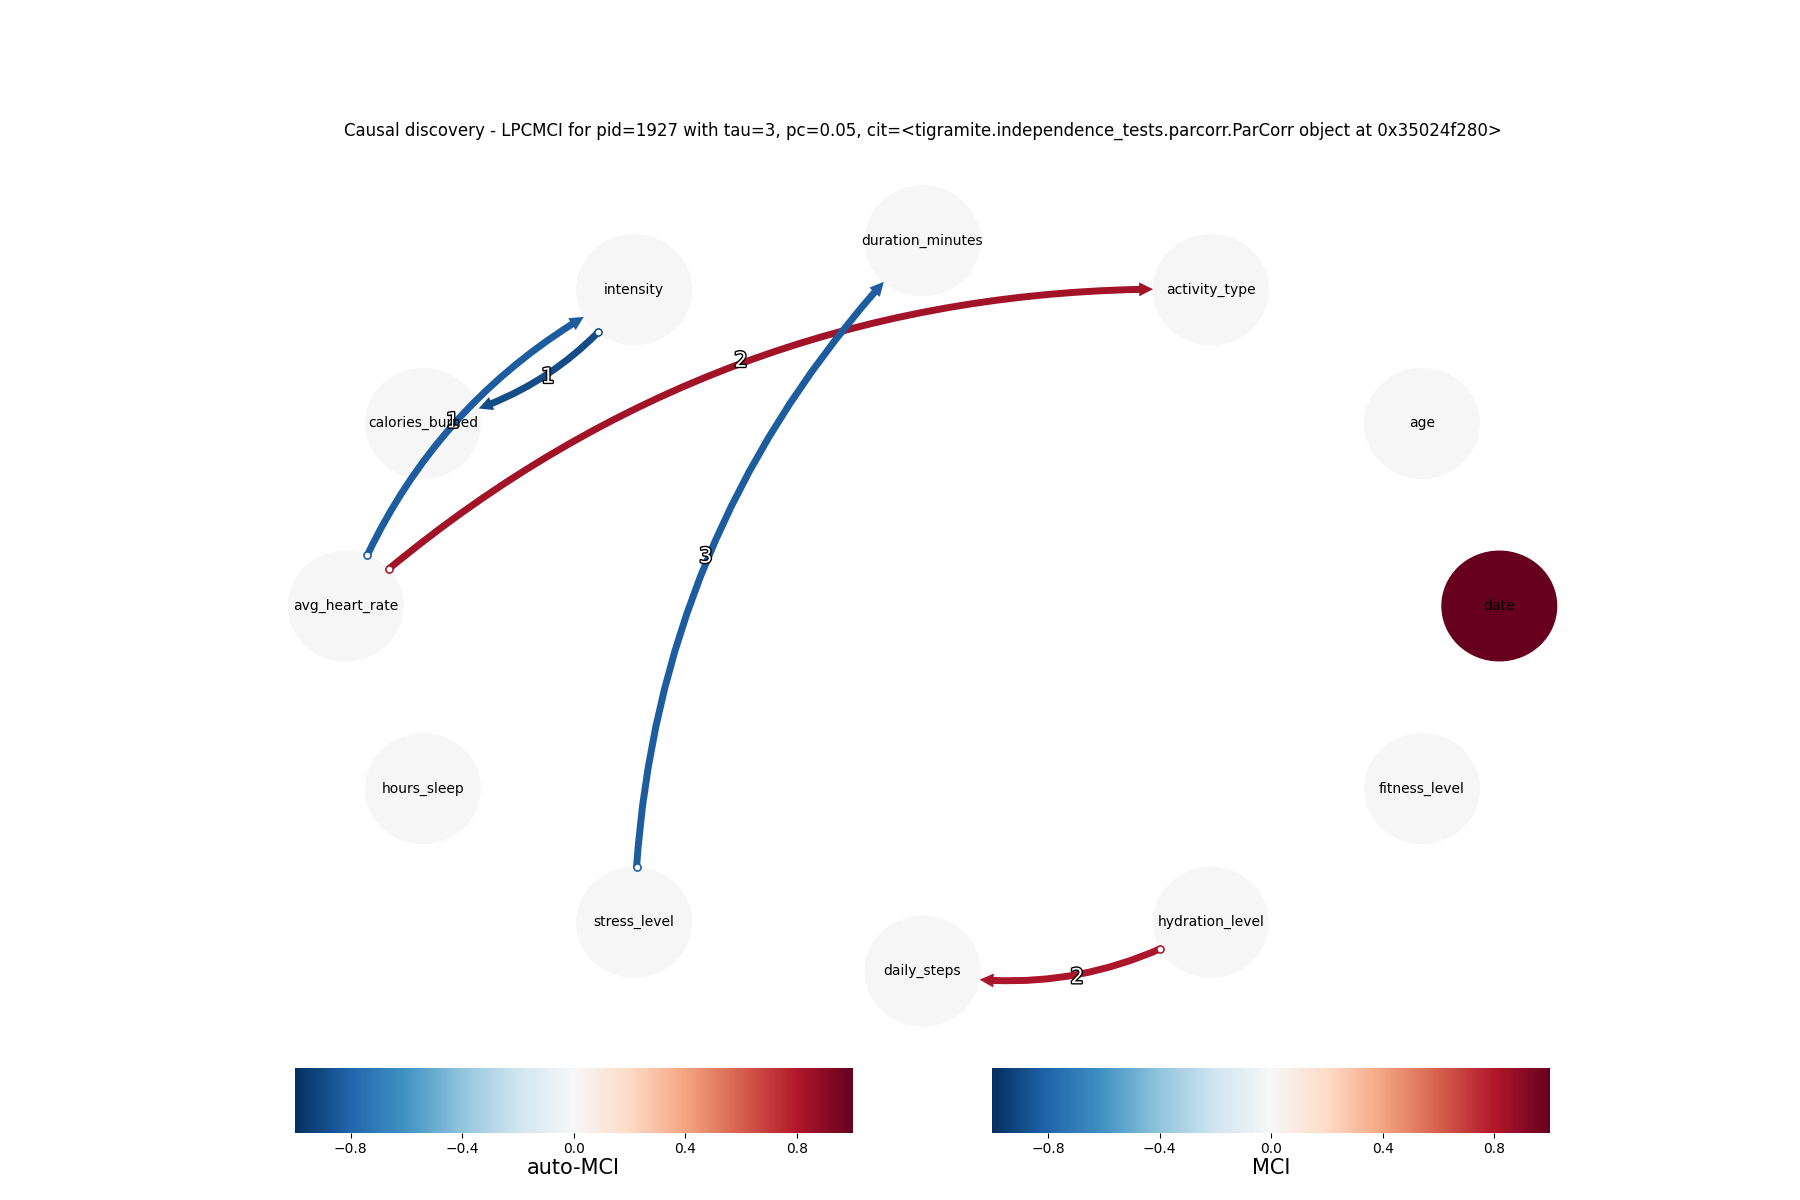 Causal discovery - LPCMCI for pid=1927 with tau=3, pc=0.05, cit=<tigramite.independence_tests.parcorr.ParCorr object at 0x35024f280>
duration_minutes
intensity
activity_type
2
1
calories_burned
1
age
3
avg_heart_rate
date
hours_sleep
fitness_level
stress_level
hydration_level
daily_steps
2
−0.8 −0.4 0.0 0.4 0.8
auto-MCI
−0.8 −0.4 0.0 0.4 0.8
MCI